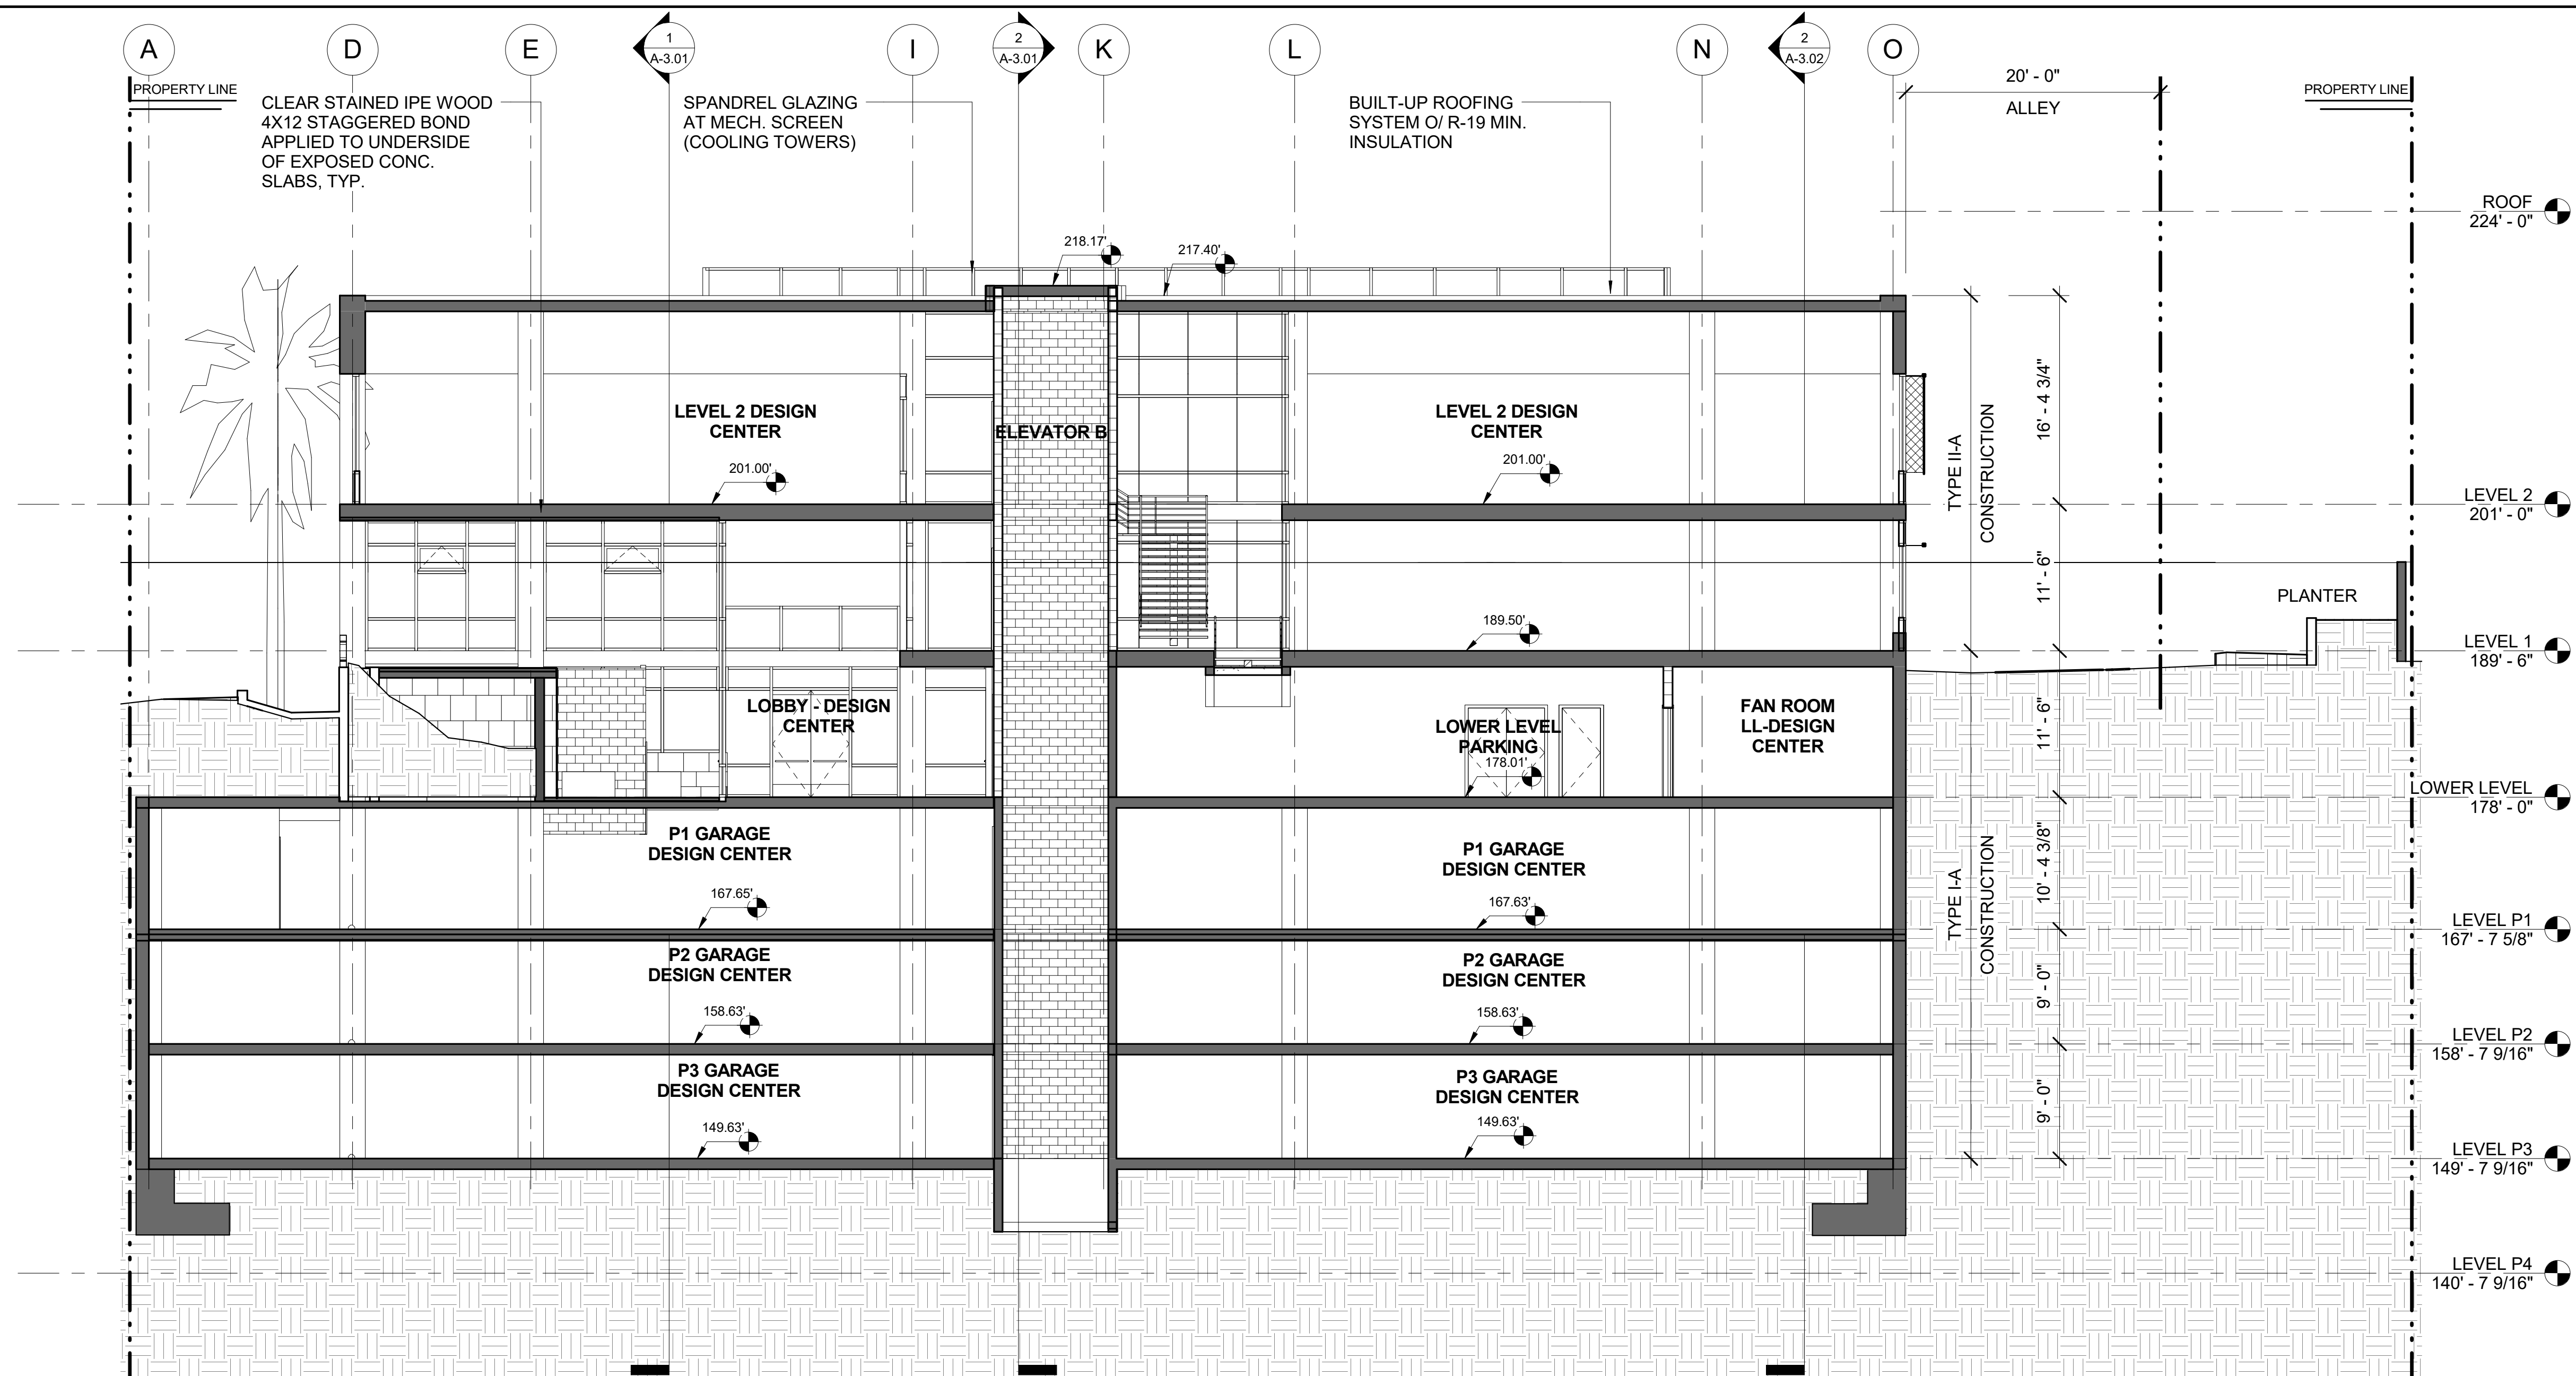 A
D
E
1
A-3.01
I
2
A-3.01
K
L
N
2
A-3.02
O
PROPERTY LINE
CLEAR STAINED IPE WOOD
4X12 STAGGERED BOND
APPLIED TO UNDERSIDE
OF EXPOSED CONC.
SLABS, TYP.
SPANDREL GLAZING
AT MECH. SCREEN
(COOLING TOWERS)
BUILT-UP ROOFING
SYSTEM O/ R-19 MIN.
INSULATION
20' - 0"
ALLEY
PROPERTY LINE
ROOF
224' - 0"
218.17'
217.40'
LEVEL 2 DESIGN
CENTER
ELEVATOR B
LEVEL 2 DESIGN
CENTER
201.00'
201.00'
TYPE II-A
CONSTRUCTION
16' - 4 3/4"
LEVEL 2
201' - 0"
11' - 6"
PLANTER
189.50'
LEVEL 1
189' - 6"
LOBBY - DESIGN
CENTER
LOWER LEVEL
PARKING
178.01'
FAN ROOM
LL-DESIGN
CENTER
11' - 6"
LOWER LEVEL
178' - 0"
P1 GARAGE
DESIGN CENTER
P1 GARAGE
DESIGN CENTER
167.65'
167.63'
TYPE I-A
CONSTRUCTION
10' - 4 3/8"
LEVEL P1
167' - 7 5/8"
P2 GARAGE
DESIGN CENTER
P2 GARAGE
DESIGN CENTER
158.63'
158.63'
9' - 0"
LEVEL P2
158' - 7 9/16"
P3 GARAGE
DESIGN CENTER
P3 GARAGE
DESIGN CENTER
149.63'
149.63'
9' - 0"
LEVEL P3
149' - 7 9/16"
LEVEL P4
140' - 7 9/16"